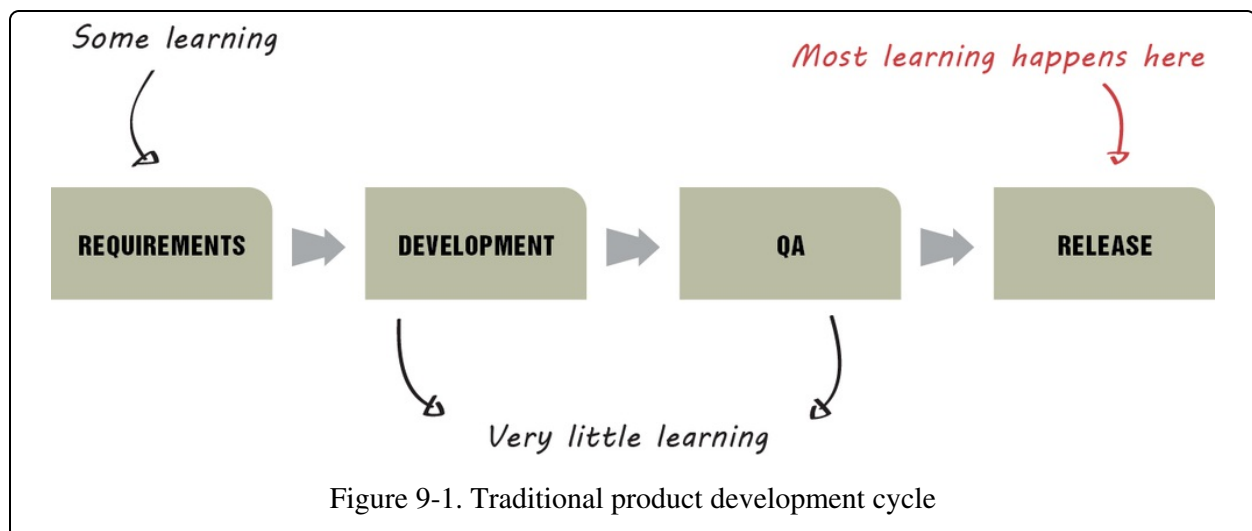 Some learning
Most learning happens here
REQUIREMENTS
DEVELOPMENT
QA
RELEASE
Very little learning
Figure 9-1. Traditional product development cycle